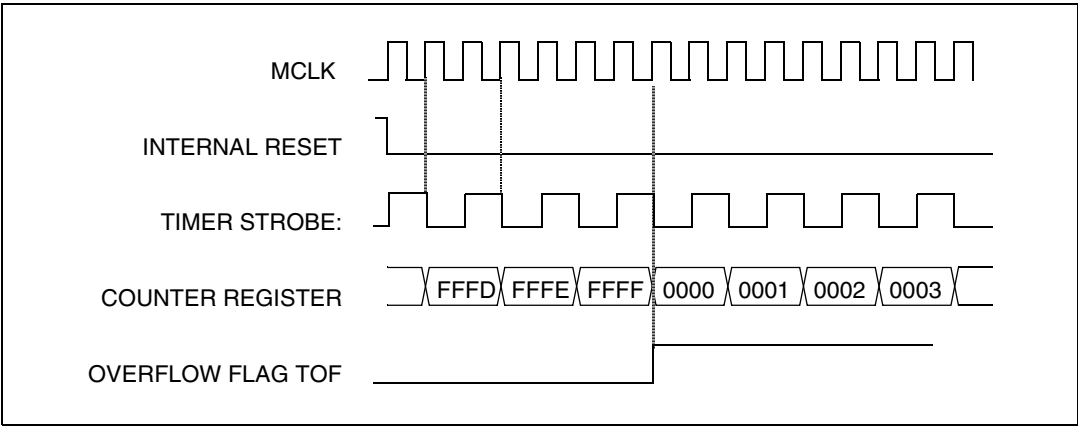 MCLK
INTERNAL RESET
TIMER STROBE:
COUNTER REGISTER FFFD FFFE FFFF 0000 0001 0002 0003
OVERFLOW FLAG TOF